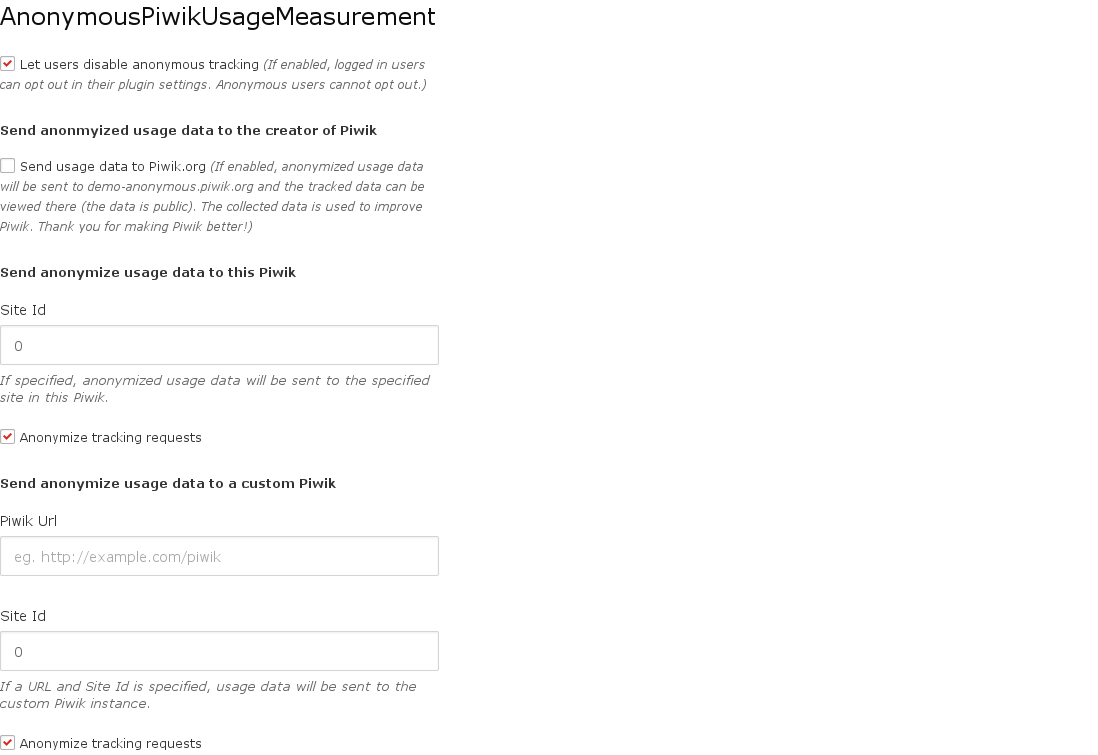 AnonymousPiwikUsageMeasurement
Let users disable anonymous tracking (If enabled, logged in users
can opt out in their plugin settings. Anonymous users cannot opt out.)
Send anonmyized usage data to the creator of Piwik
Send usage data to Piwik.org (If enabled, anonymized usage data
will be sent to demo-anonymous.piwik.org and the tracked data can be
viewed there (the data is public). The collected data is used to improve
Piwik. Thank you for making Piwik better!)
Send anonymize usage data to this Piwik
Site Id
0
If specified, anonymized usage data will be sent to the specified
site in this Piwik.
Anonymize tracking requests
Send anonymize usage data to a custom Piwik
Piwik Url
eg. http://example.com/piwik
Site Id
0
If a URL and Site Id is specified, usage data will be sent to the
custom Piwik instance.
Anonymize tracking requests